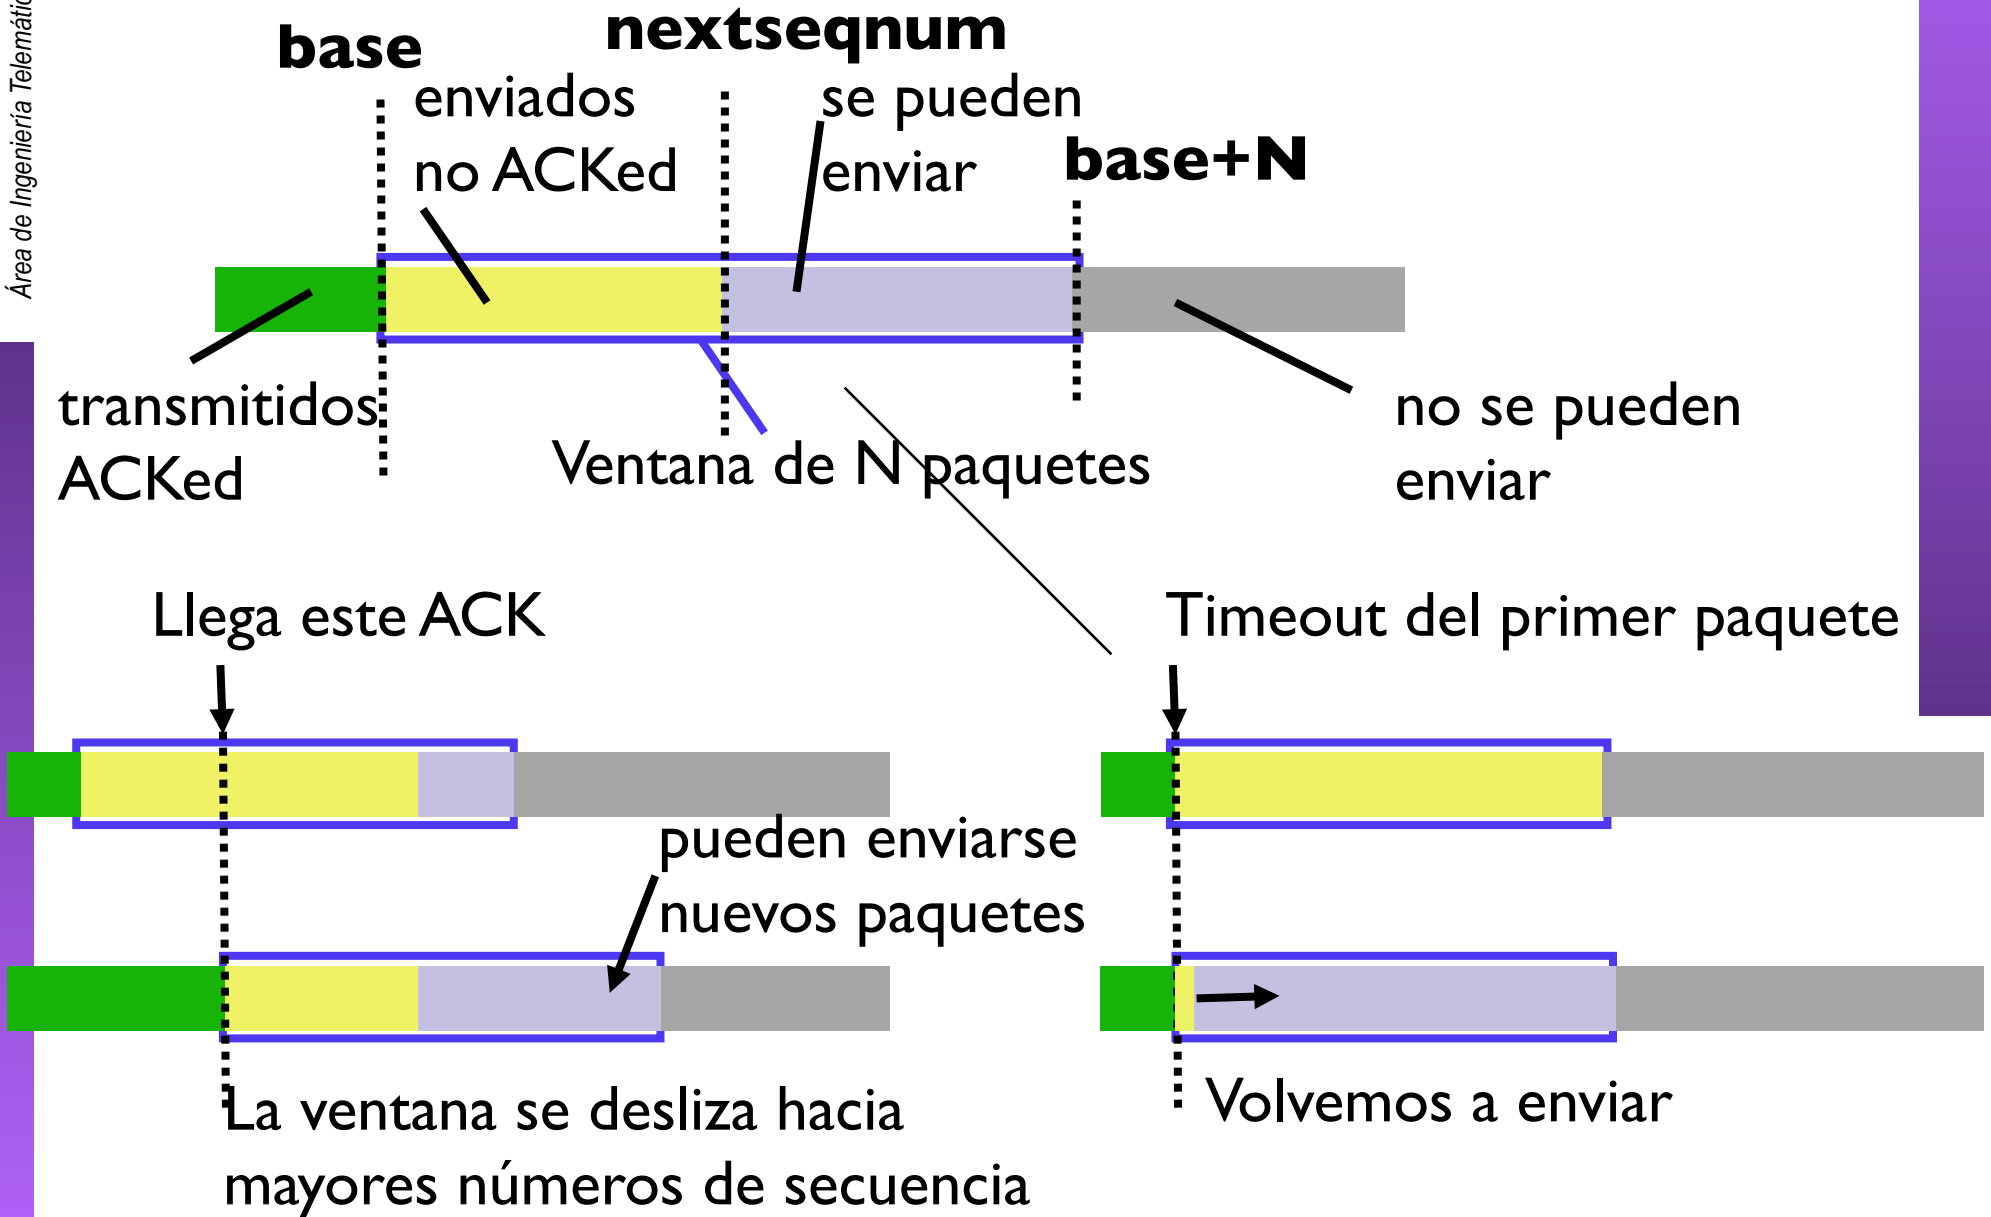 Área de Ingeniería
base
nextseqnum
enviados
no ACKed
se pueden
enviar
base+N
transmitidos
ACKed
Ventana de N paquetes
no se pueden
enviar
Llega este ACK
Timeout del primer paquete
pueden enviarse
nuevos paquetes
La ventana se desliza hacia
mayores números de secuencia
Volvemos a enviar